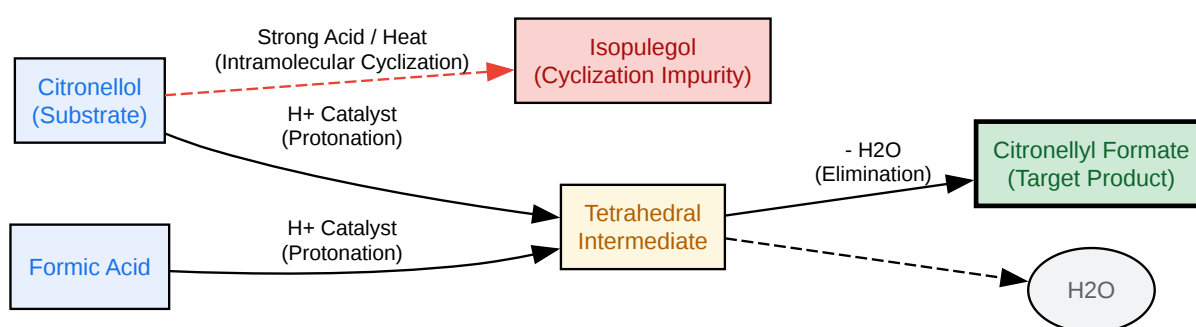 Strong Acid / Heat
(Intramolecular Cyclization)
Isopulegol
(Cyclization Impurity)
Citronellol
(Substrate)
H+ Catalyst
(Protonation)
- H2O
(Elimination)
Citronellyl Formate
(Target Product)
Tetrahedral
Intermediate
H+ Catalyst
(Protonation)
Formic Acid
H2O